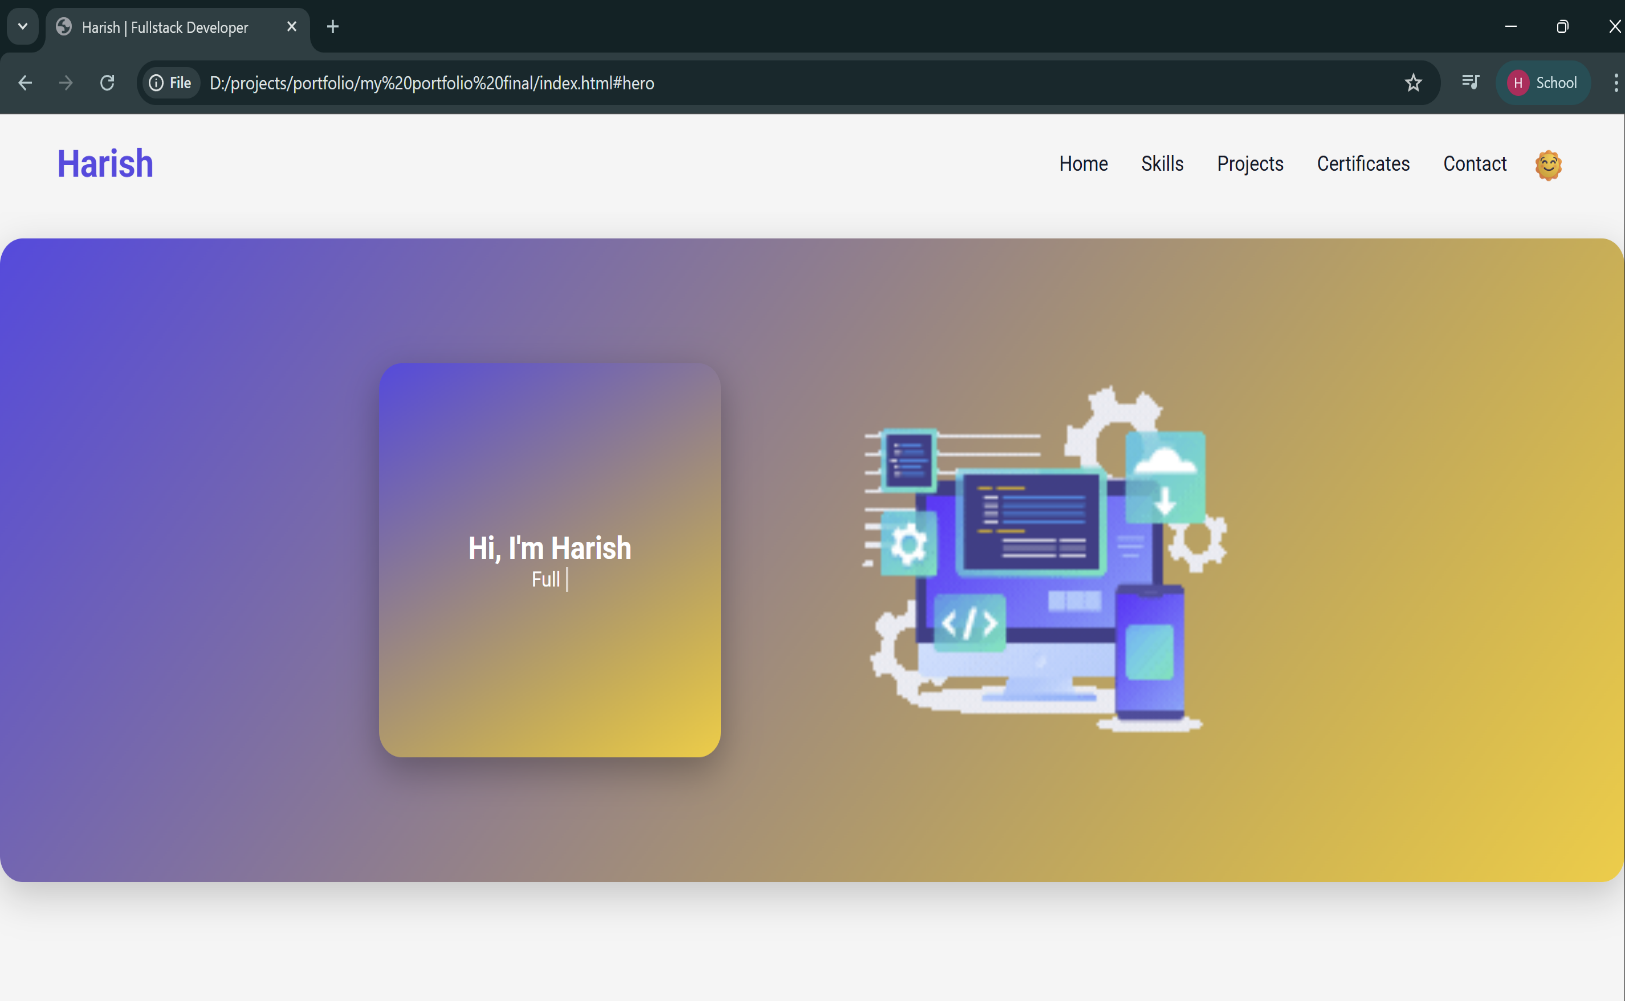 Harish | Fullstack Developer
File D:/projects/portfolio/my%20portfolio%20final/index.html#hero
H School
Harish
Home Skills Projects Certificates Contact
Hi, I'm Harish
Full
</>